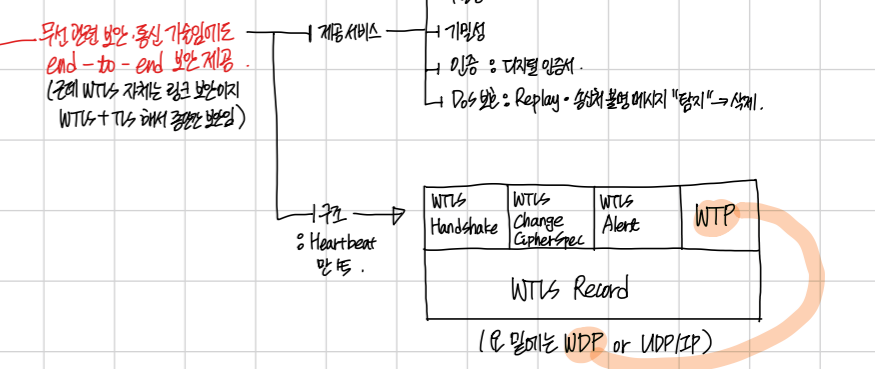 무선 관련 보안·통신 기술임에도
end-to-end 보안 제공.
(근데 WTLS 자체는 링크 보안이지
WTLS+TLS 해서 종단간 보안임)
제공 서비스
기밀성
인증 : 디지털 인증서.
DoS 보안 : Replay·송신처 불명 메시지 "탐지"→삭제.
구조
: Heartbeat
만 X.
WTLS
Handshake
WTLS
Change
CipherSpec
WTLS
Alert
WTP
WTLS Record
(요 밑에는 WDP or UDP/IP)